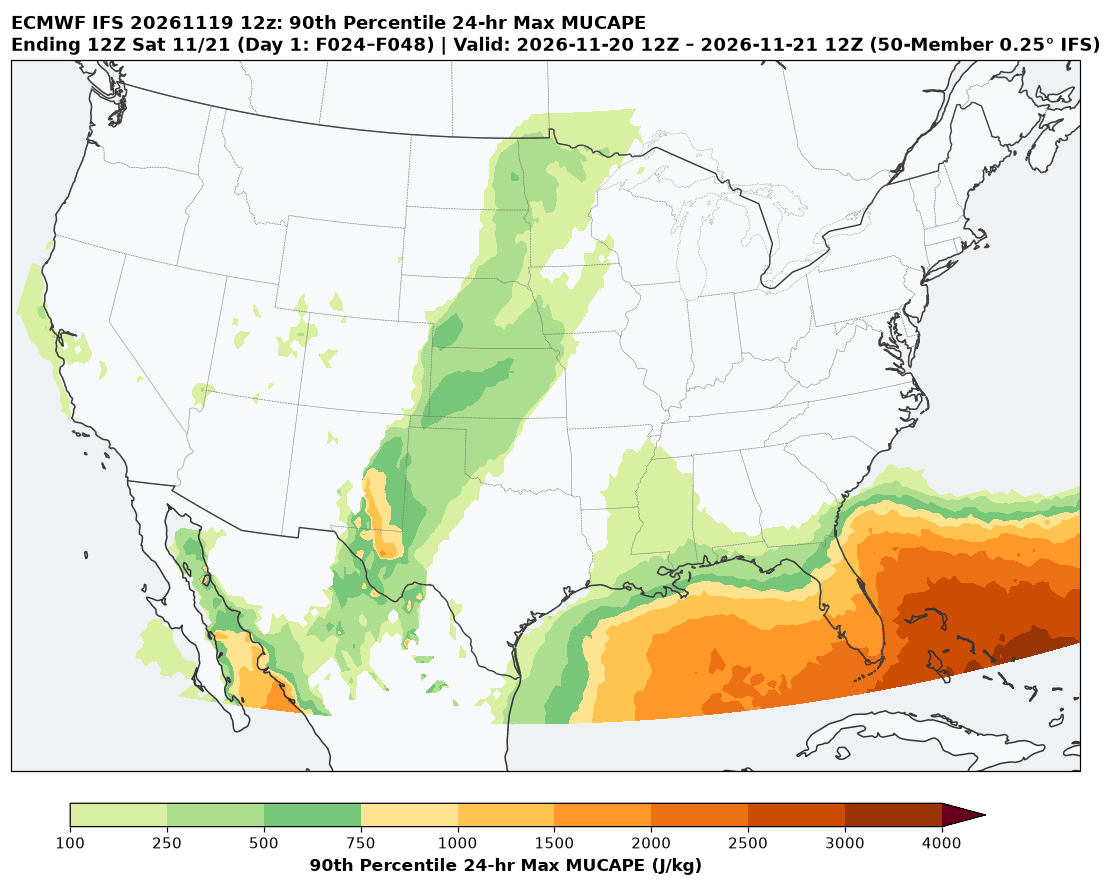 ECMWF IFS 20261119 12z: 90th Percentile 24-hr Max MUCAPE
Ending 12Z Sat 11/21 (Day 1: F024–F048) | Valid: 2026-11-20 12Z – 2026-11-21 12Z (50-Member 0.25° IFS)
100 250 500 750 1000 1500 2000 2500 3000 4000
90th Percentile 24-hr Max MUCAPE (J/kg)